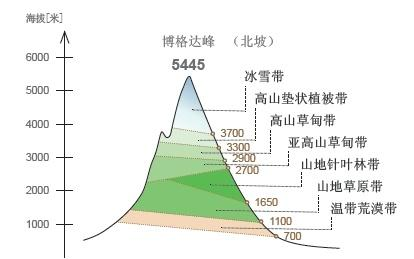 海拔[米]
博格达峰 （北坡）
5445
6000
5000
4000
3000
2000
1000
冰雪带
高山垫状植被带
高山草甸带
亚高山草甸带
山地针叶林带
山地草原带
温带荒漠带
3700
3300
2900
2700
1650
1100
700